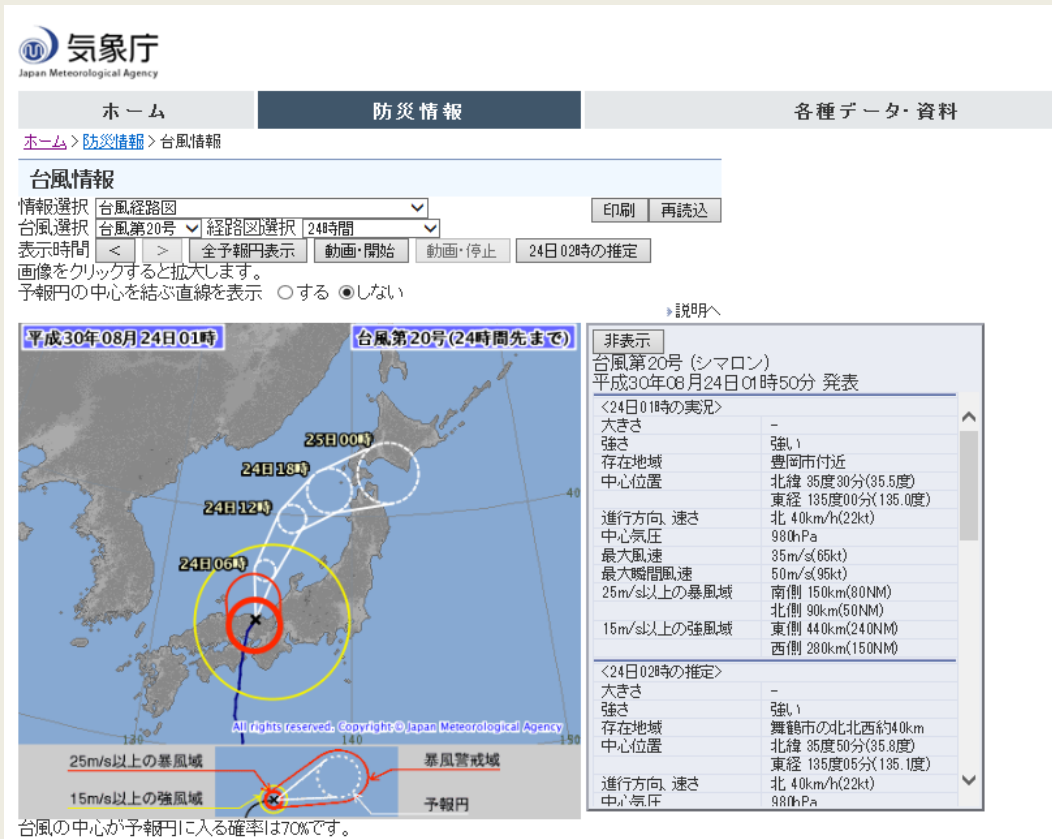 気象庁
Japan Meteorological Agency
ホーム 防災情報 各種データ・資料
ホーム > 防災情報 > 台風情報
台風情報
情報選択 台風経路図 印刷 再読込
台風選択 台風第20号 経路図選択 24時間
表示時間 < > 全予報円表示 動画・開始 動画・停止 24日02時の推定
画像をクリックすると拡大します。
予報円の中心を結ぶ直線を表示 ○する ◉しない
説明へ
平成30年08月24日01時 台風第20号(24時間先まで)
25日00時
24日18時
24日12時
24日06時
40
All rights reserved. Copyright © Japan Meteorological Agency
130 140 150
25m/s以上の暴風域 暴風警戒域
15m/s以上の強風域 予報円
台風の中心が予報円に入る確率は70%です。
非表示
台風第20号 (シマロン)
平成30年08月24日01時50分 発表
<24日01時の実況>
大きさ -
強さ 強い
存在地域 豊岡市付近
中心位置 北緯 35度30分(35.5度)
東経 135度00分(135.0度)
進行方向、速さ 北 40km/h(22kt)
中心気圧 980hPa
最大風速 35m/s(65kt)
最大瞬間風速 50m/s(95kt)
25m/s以上の暴風域 南側 150km(80NM)
北側 90km(50NM)
15m/s以上の強風域 東側 440km(240NM)
西側 280km(150NM)
<24日02時の推定>
大きさ -
強さ 強い
存在地域 舞鶴市の北北西約40km
中心位置 北緯 35度50分(35.8度)
東経 135度05分(135.1度)
進行方向、速さ 北 40km/h(22kt)
中心気圧 980hPa